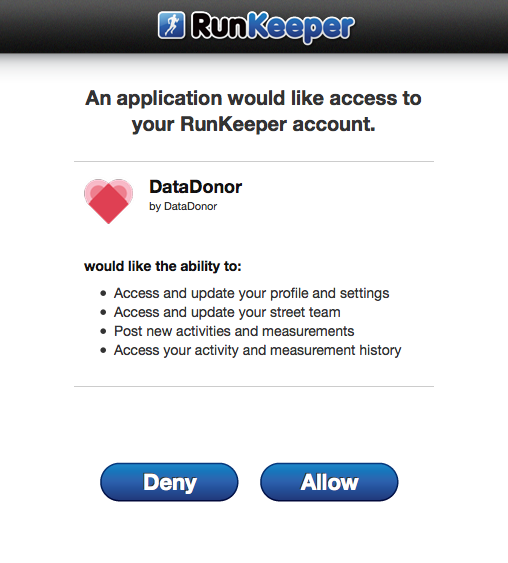 RunKeeper
An application would like access to
your RunKeeper account.
DataDonor
by DataDonor
would like the ability to:
• Access and update your profile and settings
• Access and update your street team
• Post new activities and measurements
• Access your activity and measurement history
Deny Allow